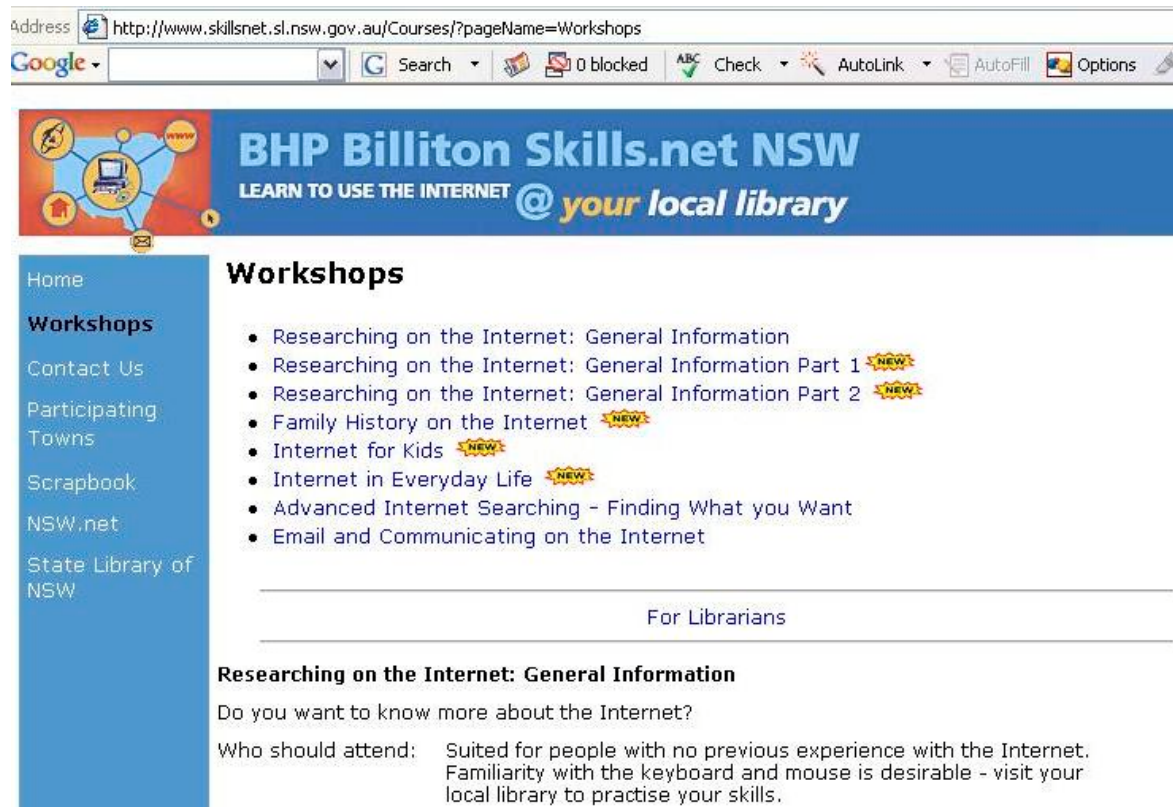 Address http://www.skillsnet.sl.nsw.gov.au/Courses/?pageName=Workshops
Google Search 0 blocked ABC Check AutoLink AutoFill Options
www
BHP Billiton Skills.net NSW
LEARN TO USE THE INTERNET @ your local library
Home
Workshops
Contact Us
Participating
Towns
Scrapbook
NSW.net
State Library of
NSW
Workshops
Researching on the Internet: General Information
Researching on the Internet: General Information Part 1 NEW
Researching on the Internet: General Information Part 2 NEW
Family History on the Internet NEW
Internet for Kids NEW
Internet in Everyday Life NEW
Advanced Internet Searching - Finding What you Want
Email and Communicating on the Internet
For Librarians
Researching on the Internet: General Information
Do you want to know more about the Internet?
Who should attend: Suited for people with no previous experience with the Internet.
Familiarity with the keyboard and mouse is desirable - visit your
local library to practise your skills.